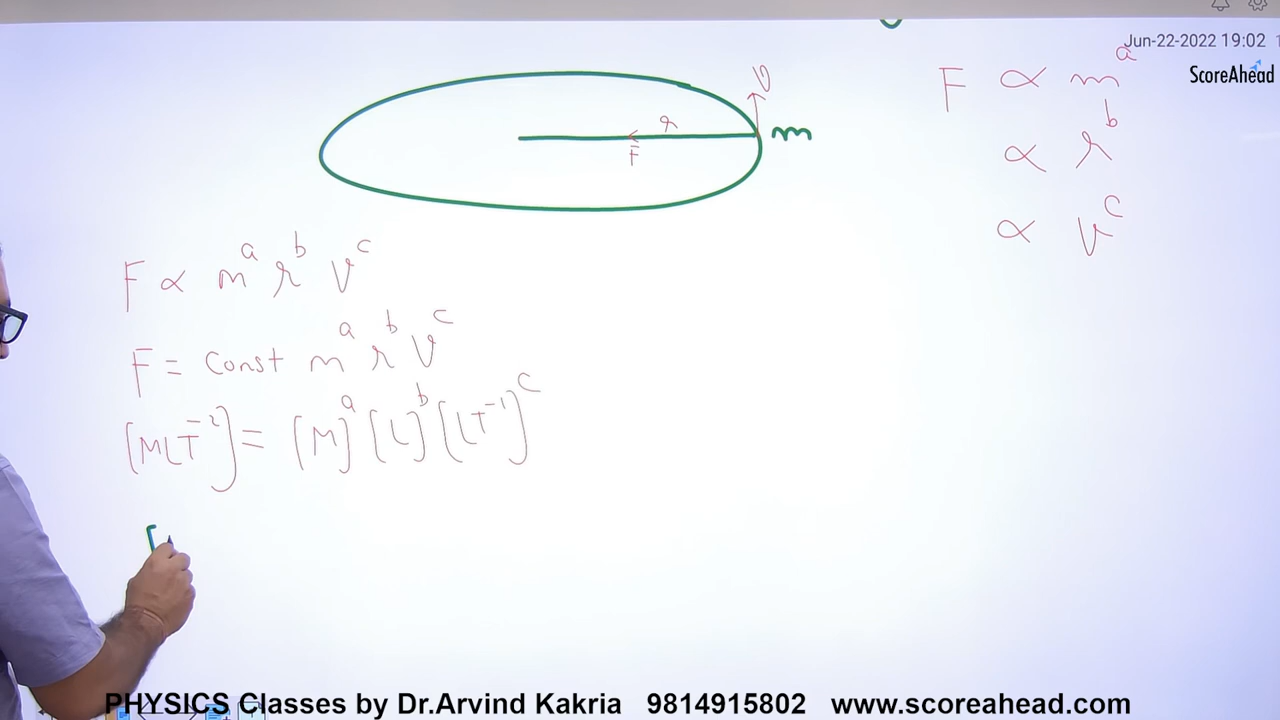 Jun-22-2022 19:02
ScoreAhead
F ∝ m^a
∝ r^b
∝ v^c
v
r
F
m
F ∝ m^a r^b v^c
F = Const m^a r^b v^c
[MLT^-2] = [M]^a [L]^b [LT^-1]^c
[
PHYSICS Classes by Dr.Arvind Kakria 9814915802 www.scoreahead.com